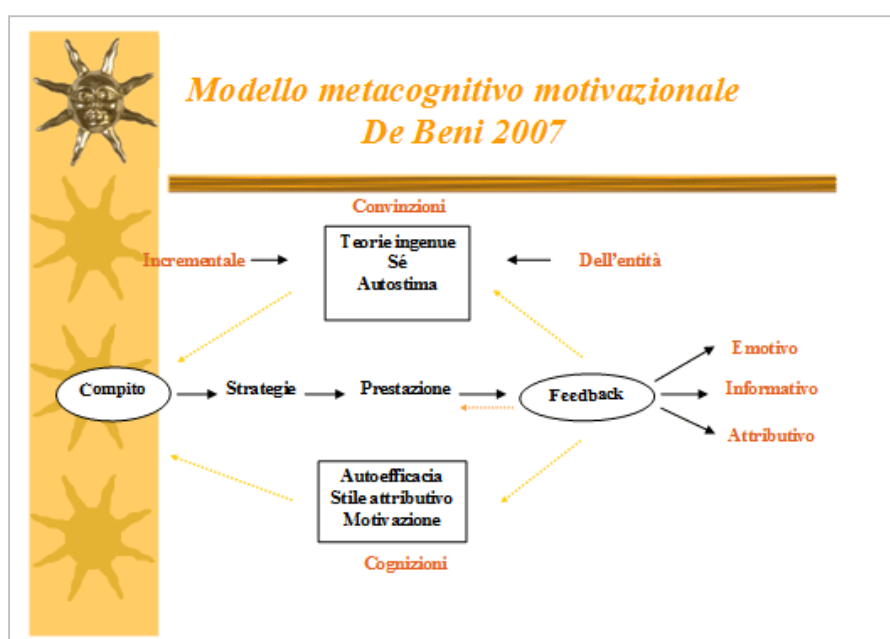 Modello metacognitivo motivazionale
De Beni 2007
Convinzioni
Incrementale
Teorie ingenue
Sé
Autostima
Dell'entità
Compito
Strategie
Prestazione
Feedback
Emotivo
Informativo
Attributivo
Autoefficacia
Stile attributivo
Motivazione
Cognizioni